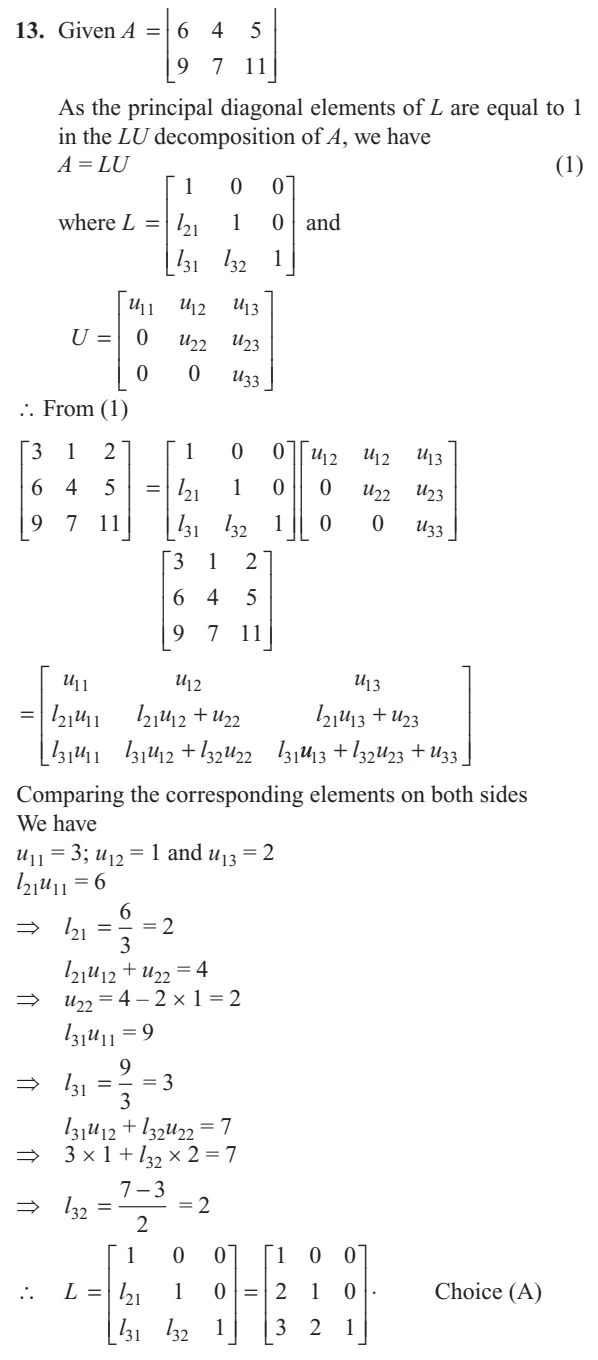 13. Given A = [6 4 5
9 7 11]
As the principal diagonal elements of L are equal to 1
in the LU decomposition of A, we have
A = LU (1)
where L = [1 0 0
l21 1 0
l31 l32 1] and
U = [u11 u12 u13
0 u22 u23
0 0 u33]
∴ From (1)
[3 1 2
6 4 5
9 7 11] = [1 0 0
l21 1 0
l31 l32 1] [u12 u12 u13
0 u22 u23
0 0 u33]
[3 1 2
6 4 5
9 7 11]
= [u11 u12 u13
l21u11 l21u12 + u22 l21u13 + u23
l31u11 l31u12 + l32u22 l31u13 + l32u23 + u33]
Comparing the corresponding elements on both sides
We have
u11 = 3; u12 = 1 and u13 = 2
l21u11 = 6
⇒ l21 = 6/3 = 2
l21u12 + u22 = 4
⇒ u22 = 4 – 2 × 1 = 2
l31u11 = 9
⇒ l31 = 9/3 = 3
l31u12 + l32u22 = 7
⇒ 3 × 1 + l32 × 2 = 7
⇒ l32 = (7 – 3)/2 = 2
∴ L = [1 0 0
l21 1 0
l31 l32 1] = [1 0 0
2 1 0
3 2 1]. Choice (A)